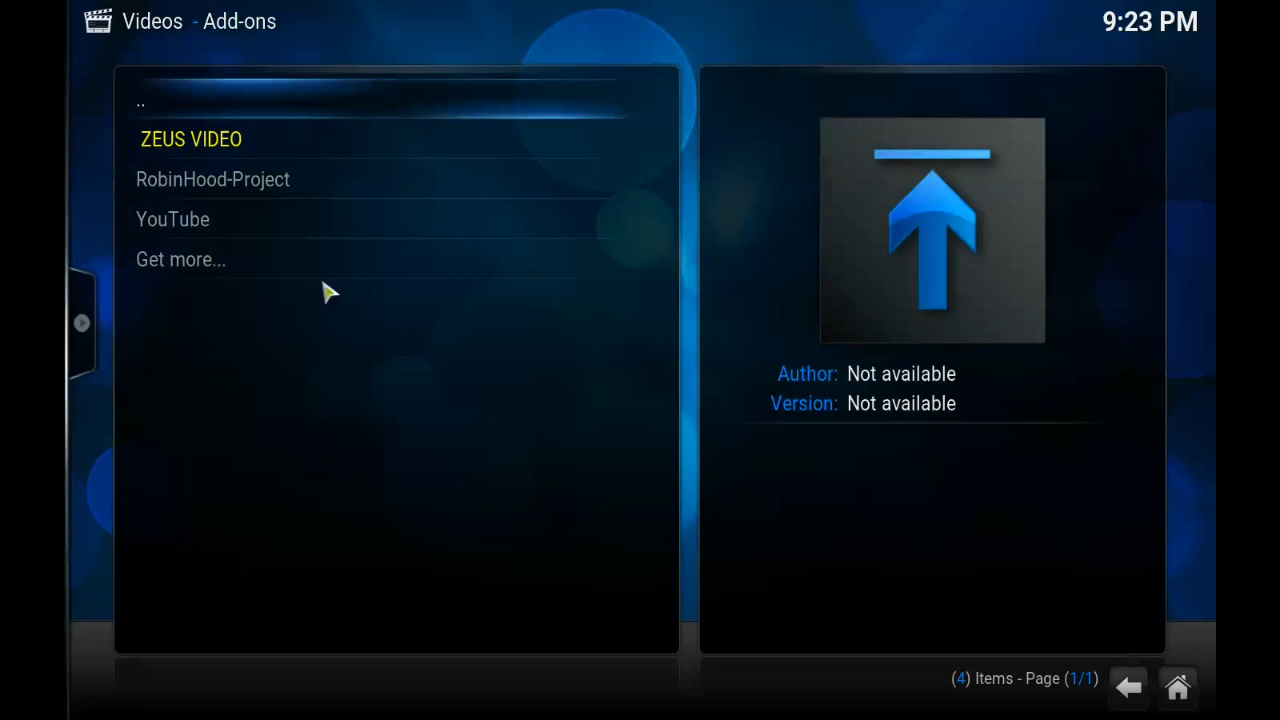 Videos - Add-ons
9:23 PM
..
ZEUS VIDEO
RobinHood-Project
YouTube
Get more...
Author: Not available
Version: Not available
(4) Items - Page (1/1)